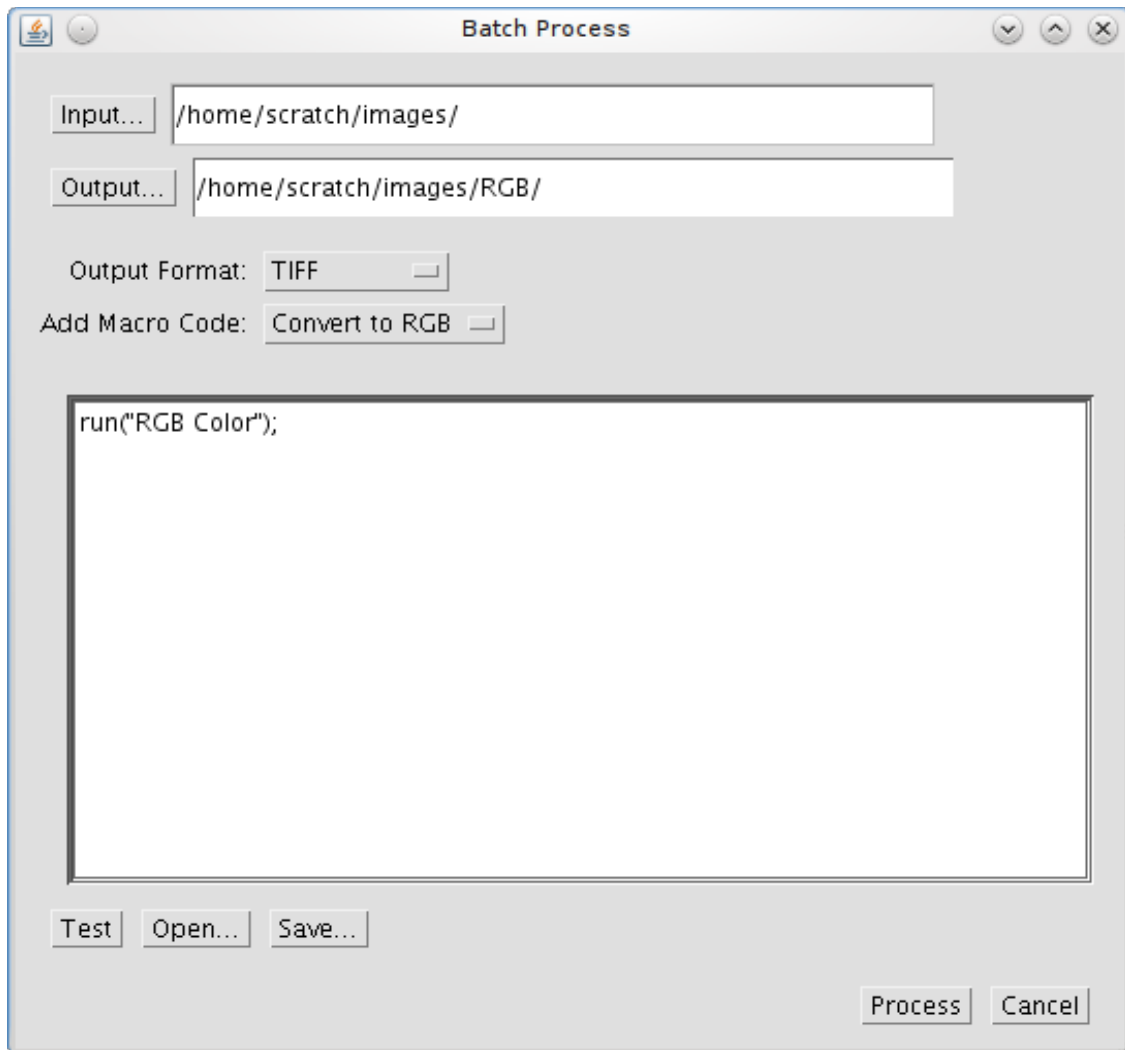 Batch Process
Input... /home/scratch/images/
Output... /home/scratch/images/RGB/
Output Format: TIFF
Add Macro Code: Convert to RGB
run("RGB Color");
Test Open... Save...
Process Cancel